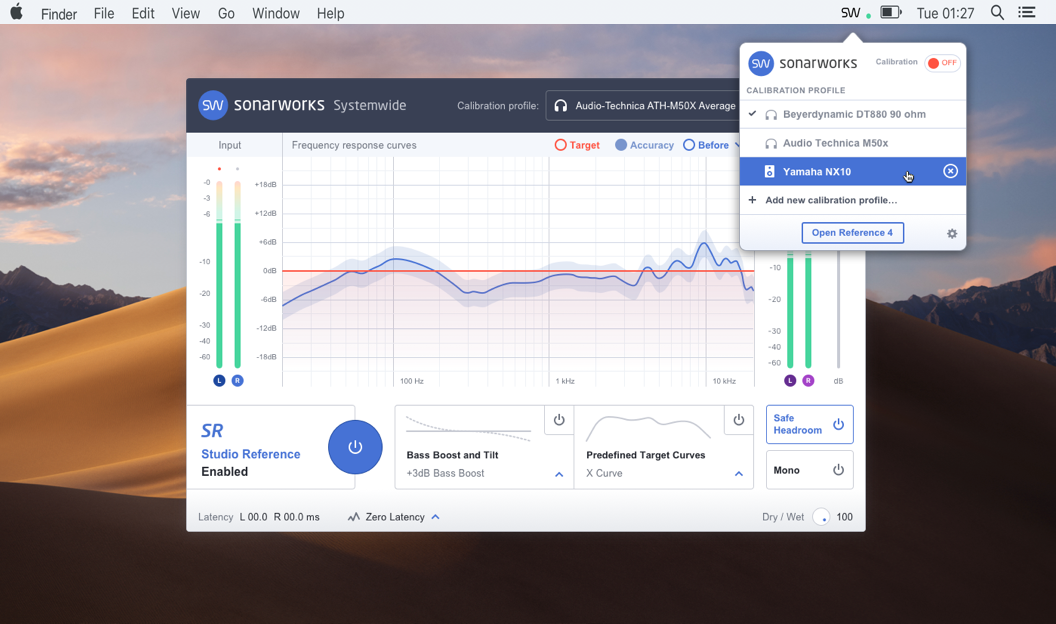 Finder File Edit View Go Window Help
SW Tue 01:27
SW sonarworks Calibration OFF
CALIBRATION PROFILE
Beyerdynamic DT880 90 ohm
Audio Technica M50x
Yamaha NX10
+ Add new calibration profile...
Open Reference 4
SW sonarworks Systemwide
Calibration profile: Audio-Technica ATH-M50X Average
Input
Frequency response curves
Target Accuracy Before
-0
-3
-6
-10
-20
-30
-40
-60
L R
+18dB
+12dB
+6dB
0dB
-6dB
-12dB
-18dB
100 Hz 1 kHz 10 kHz
-10
-20
-30
-40
-60
L R dB
SR
Studio Reference
Enabled
Bass Boost and Tilt
+3dB Bass Boost
Predefined Target Curves
X Curve
Safe
Headroom
Mono
Latency L 00.0 R 00.0 ms
Zero Latency
Dry / Wet 100